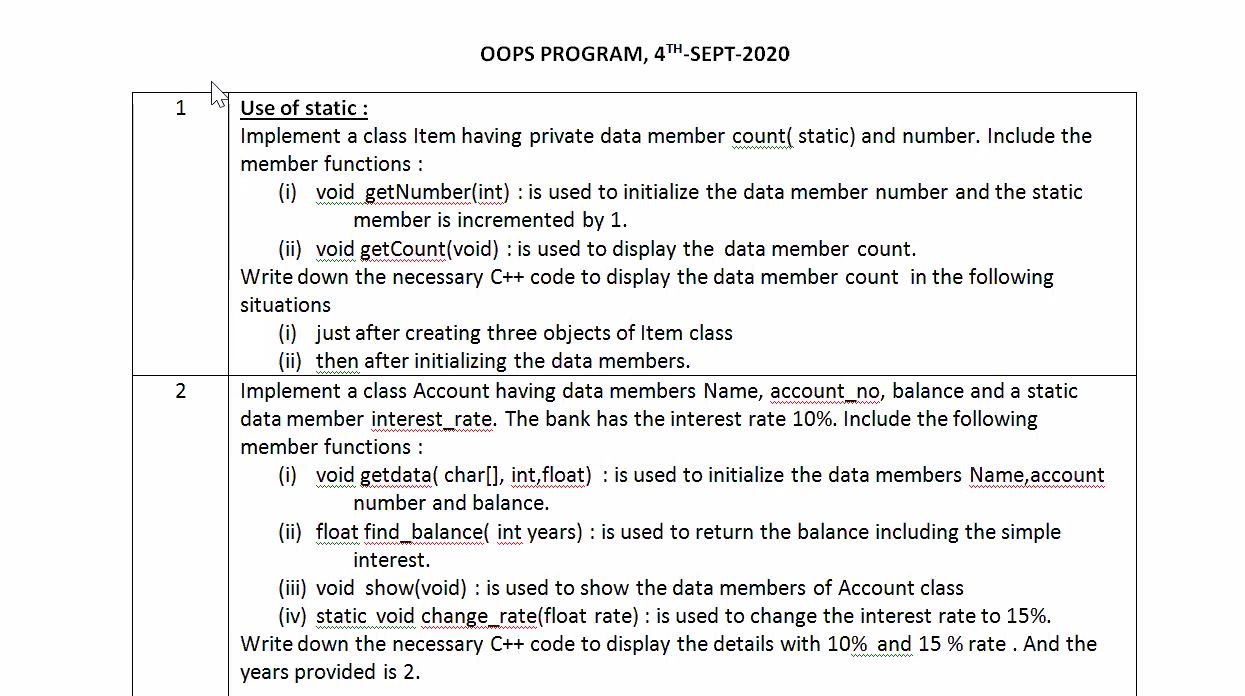 OOPS PROGRAM, 4TH-SEPT-2020
1
Use of static :
Implement a class Item having private data member count( static) and number. Include the
member functions :
(i) void getNumber(int) : is used to initialize the data member number and the static
member is incremented by 1.
(ii) void getCount(void) : is used to display the data member count.
Write down the necessary C++ code to display the data member count in the following
situations
(i) just after creating three objects of Item class
(ii) then after initializing the data members.
2
Implement a class Account having data members Name, account_no, balance and a static
data member interest_rate. The bank has the interest rate 10%. Include the following
member functions :
(i) void getdata( char[], int,float) : is used to initialize the data members Name,account
number and balance.
(ii) float find_balance( int years) : is used to return the balance including the simple
interest.
(iii) void show(void) : is used to show the data members of Account class
(iv) static void change_rate(float rate) : is used to change the interest rate to 15%.
Write down the necessary C++ code to display the details with 10% and 15 % rate . And the
years provided is 2.